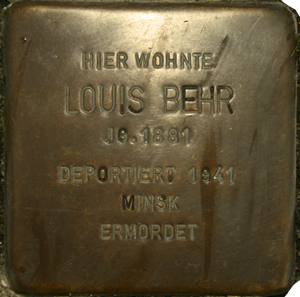 HIER WOHNTE
LOUIS BEHR
JG. 1881
DEPORTIERT 1941
MINSK
ERMORDET